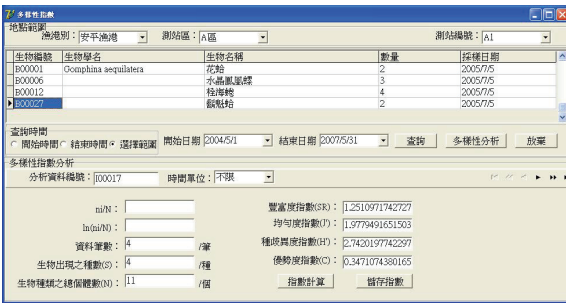 多樣性指數
地點範圍
漁港別: 安平漁港 測站區: A區 測站編號: A1
生物編號 生物學名 生物名稱 數量 採樣日期
B00001 Gomphina aequilatera 花蛤 2 2005/7/5
B00006 水晶鳳凰螺 3 2005/7/5
B00012 栓海蜷 4 2005/7/5
B00027 鬍魁蛤 2 2005/7/5
查詢時間
開始時間 結束時間 選擇範圍 開始日期 2004/5/1 結束日期 2007/5/31 查詢 多樣性分析 放棄
多樣性指數分析
分析資料編號: I00017 時間單位: 不限
ni/N: 豐富度指數(SR): 1.2510971742727
ln(ni/N): 均勻度指數(J'): 1.9779491651503
資料筆數: 4 /筆 種歧異度指數(H'): 2.7420197742297
生物出現之種數(S): 4 /種 優勢度指數(C): 0.3471074380165
生物種類之總個體數(N): 11 /個 指數計算 儲存指數